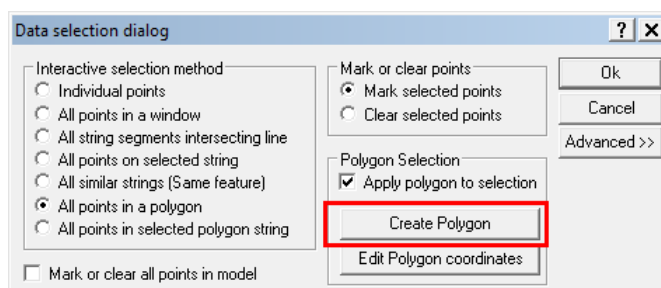 Data selection dialog
?
X
Interactive selection method
Individual points
All points in a window
All string segments intersecting line
All points on selected string
All similar strings (Same feature)
All points in a polygon
All points in selected polygon string
Mark or clear all points in model
Mark or clear points
Mark selected points
Clear selected points
Polygon Selection
Apply polygon to selection
Create Polygon
Edit Polygon coordinates
Ok
Cancel
Advanced >>